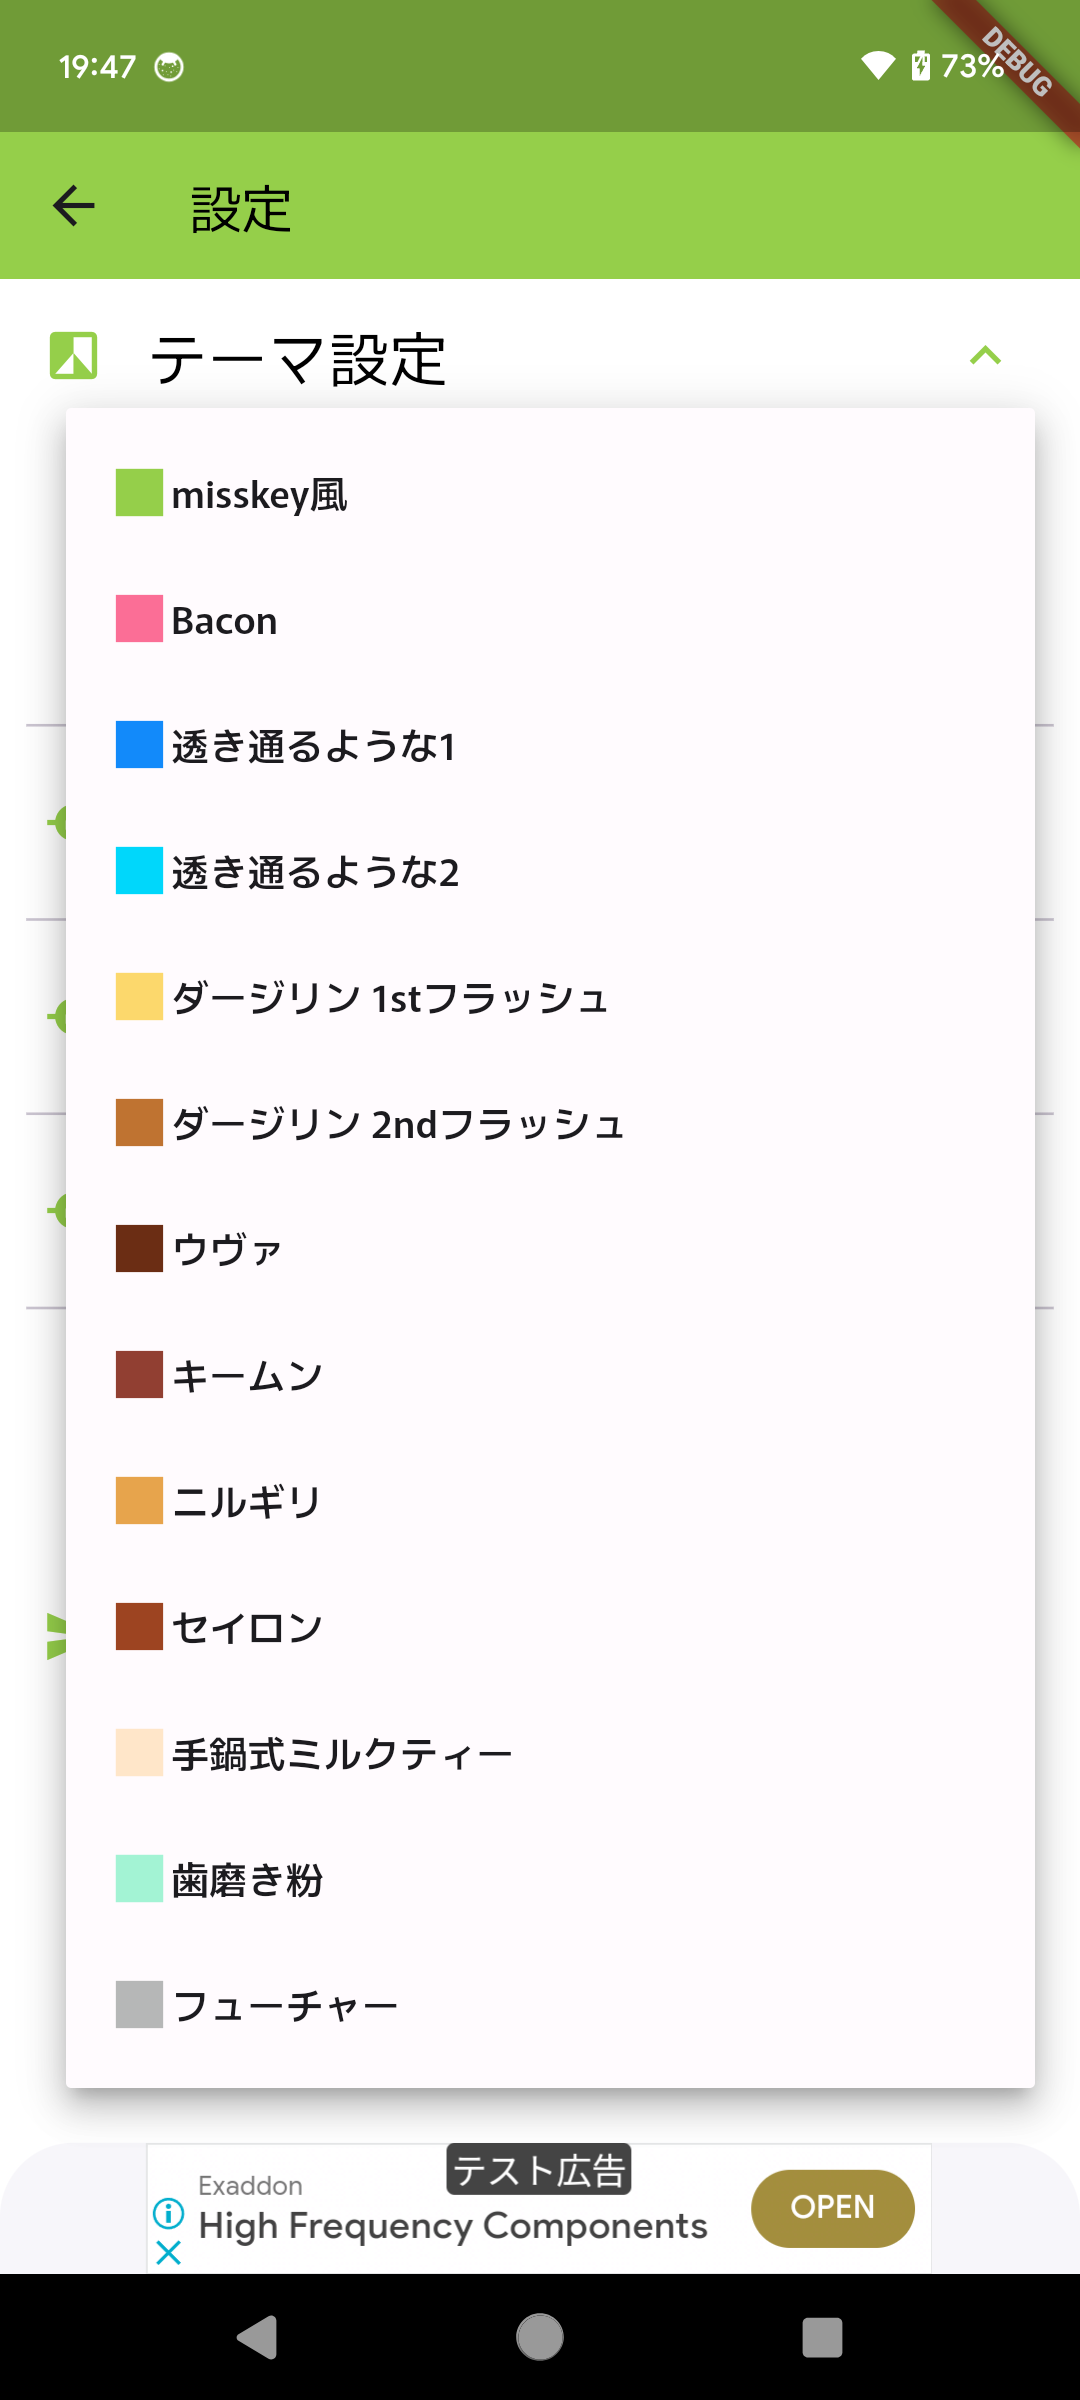 19:47
73%
DEBUG
設定
テーマ設定
misskey風
Bacon
透き通るような1
透き通るような2
ダージリン 1stフラッシュ
ダージリン 2ndフラッシュ
ウヴァ
キームン
ニルギリ
セイロン
手鍋式ミルクティー
歯磨き粉
フューチャー
テスト広告
Exaddon
High Frequency Components
OPEN